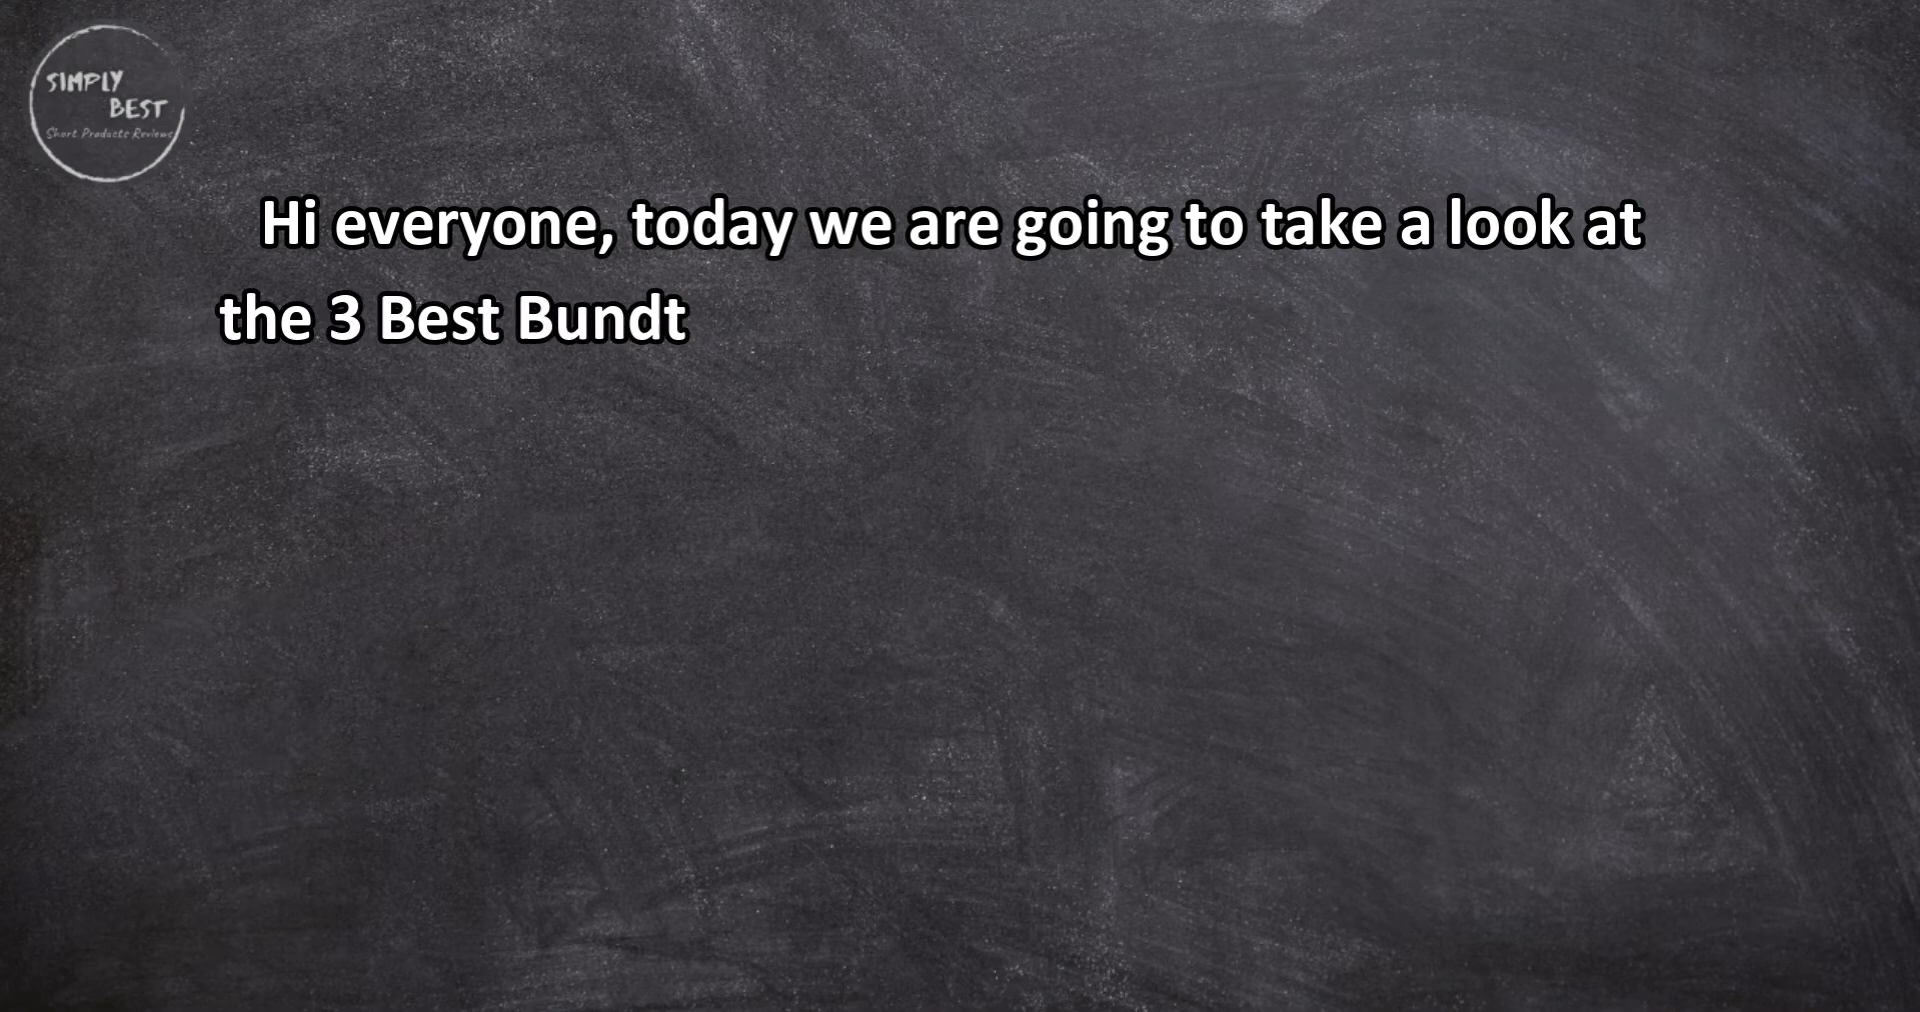 SIMPLY
BEST
Short Products Reviews
Hi everyone, today we are going to take a look at
the 3 Best Bundt